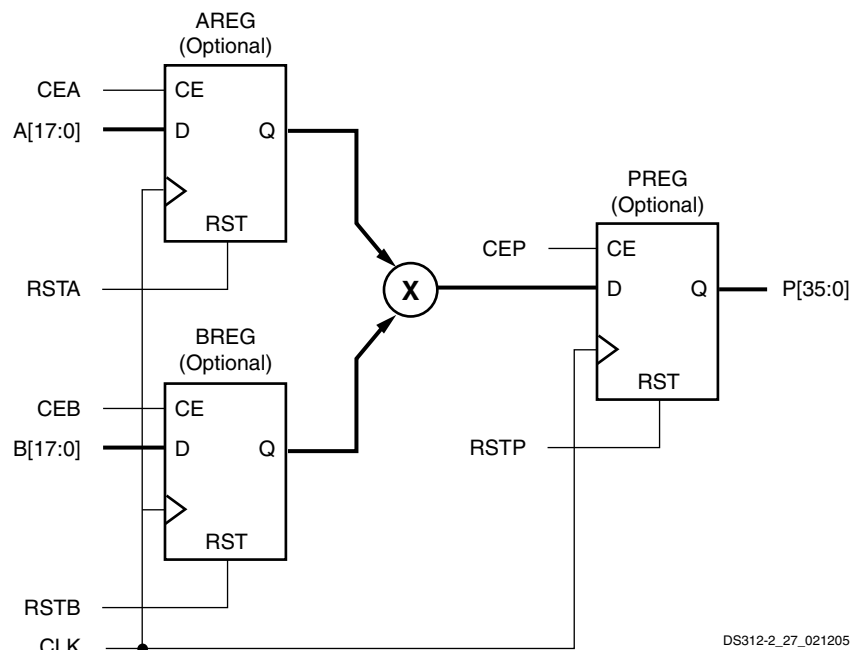 AREG
(Optional)
CEA
CE
A[17:0]
D
Q
RST
RSTA
PREG
(Optional)
CEP
CE
X
D
Q
P[35:0]
RST
RSTP
BREG
(Optional)
CEB
CE
B[17:0]
D
Q
RST
RSTB
CLK
DS312-2_27_021205